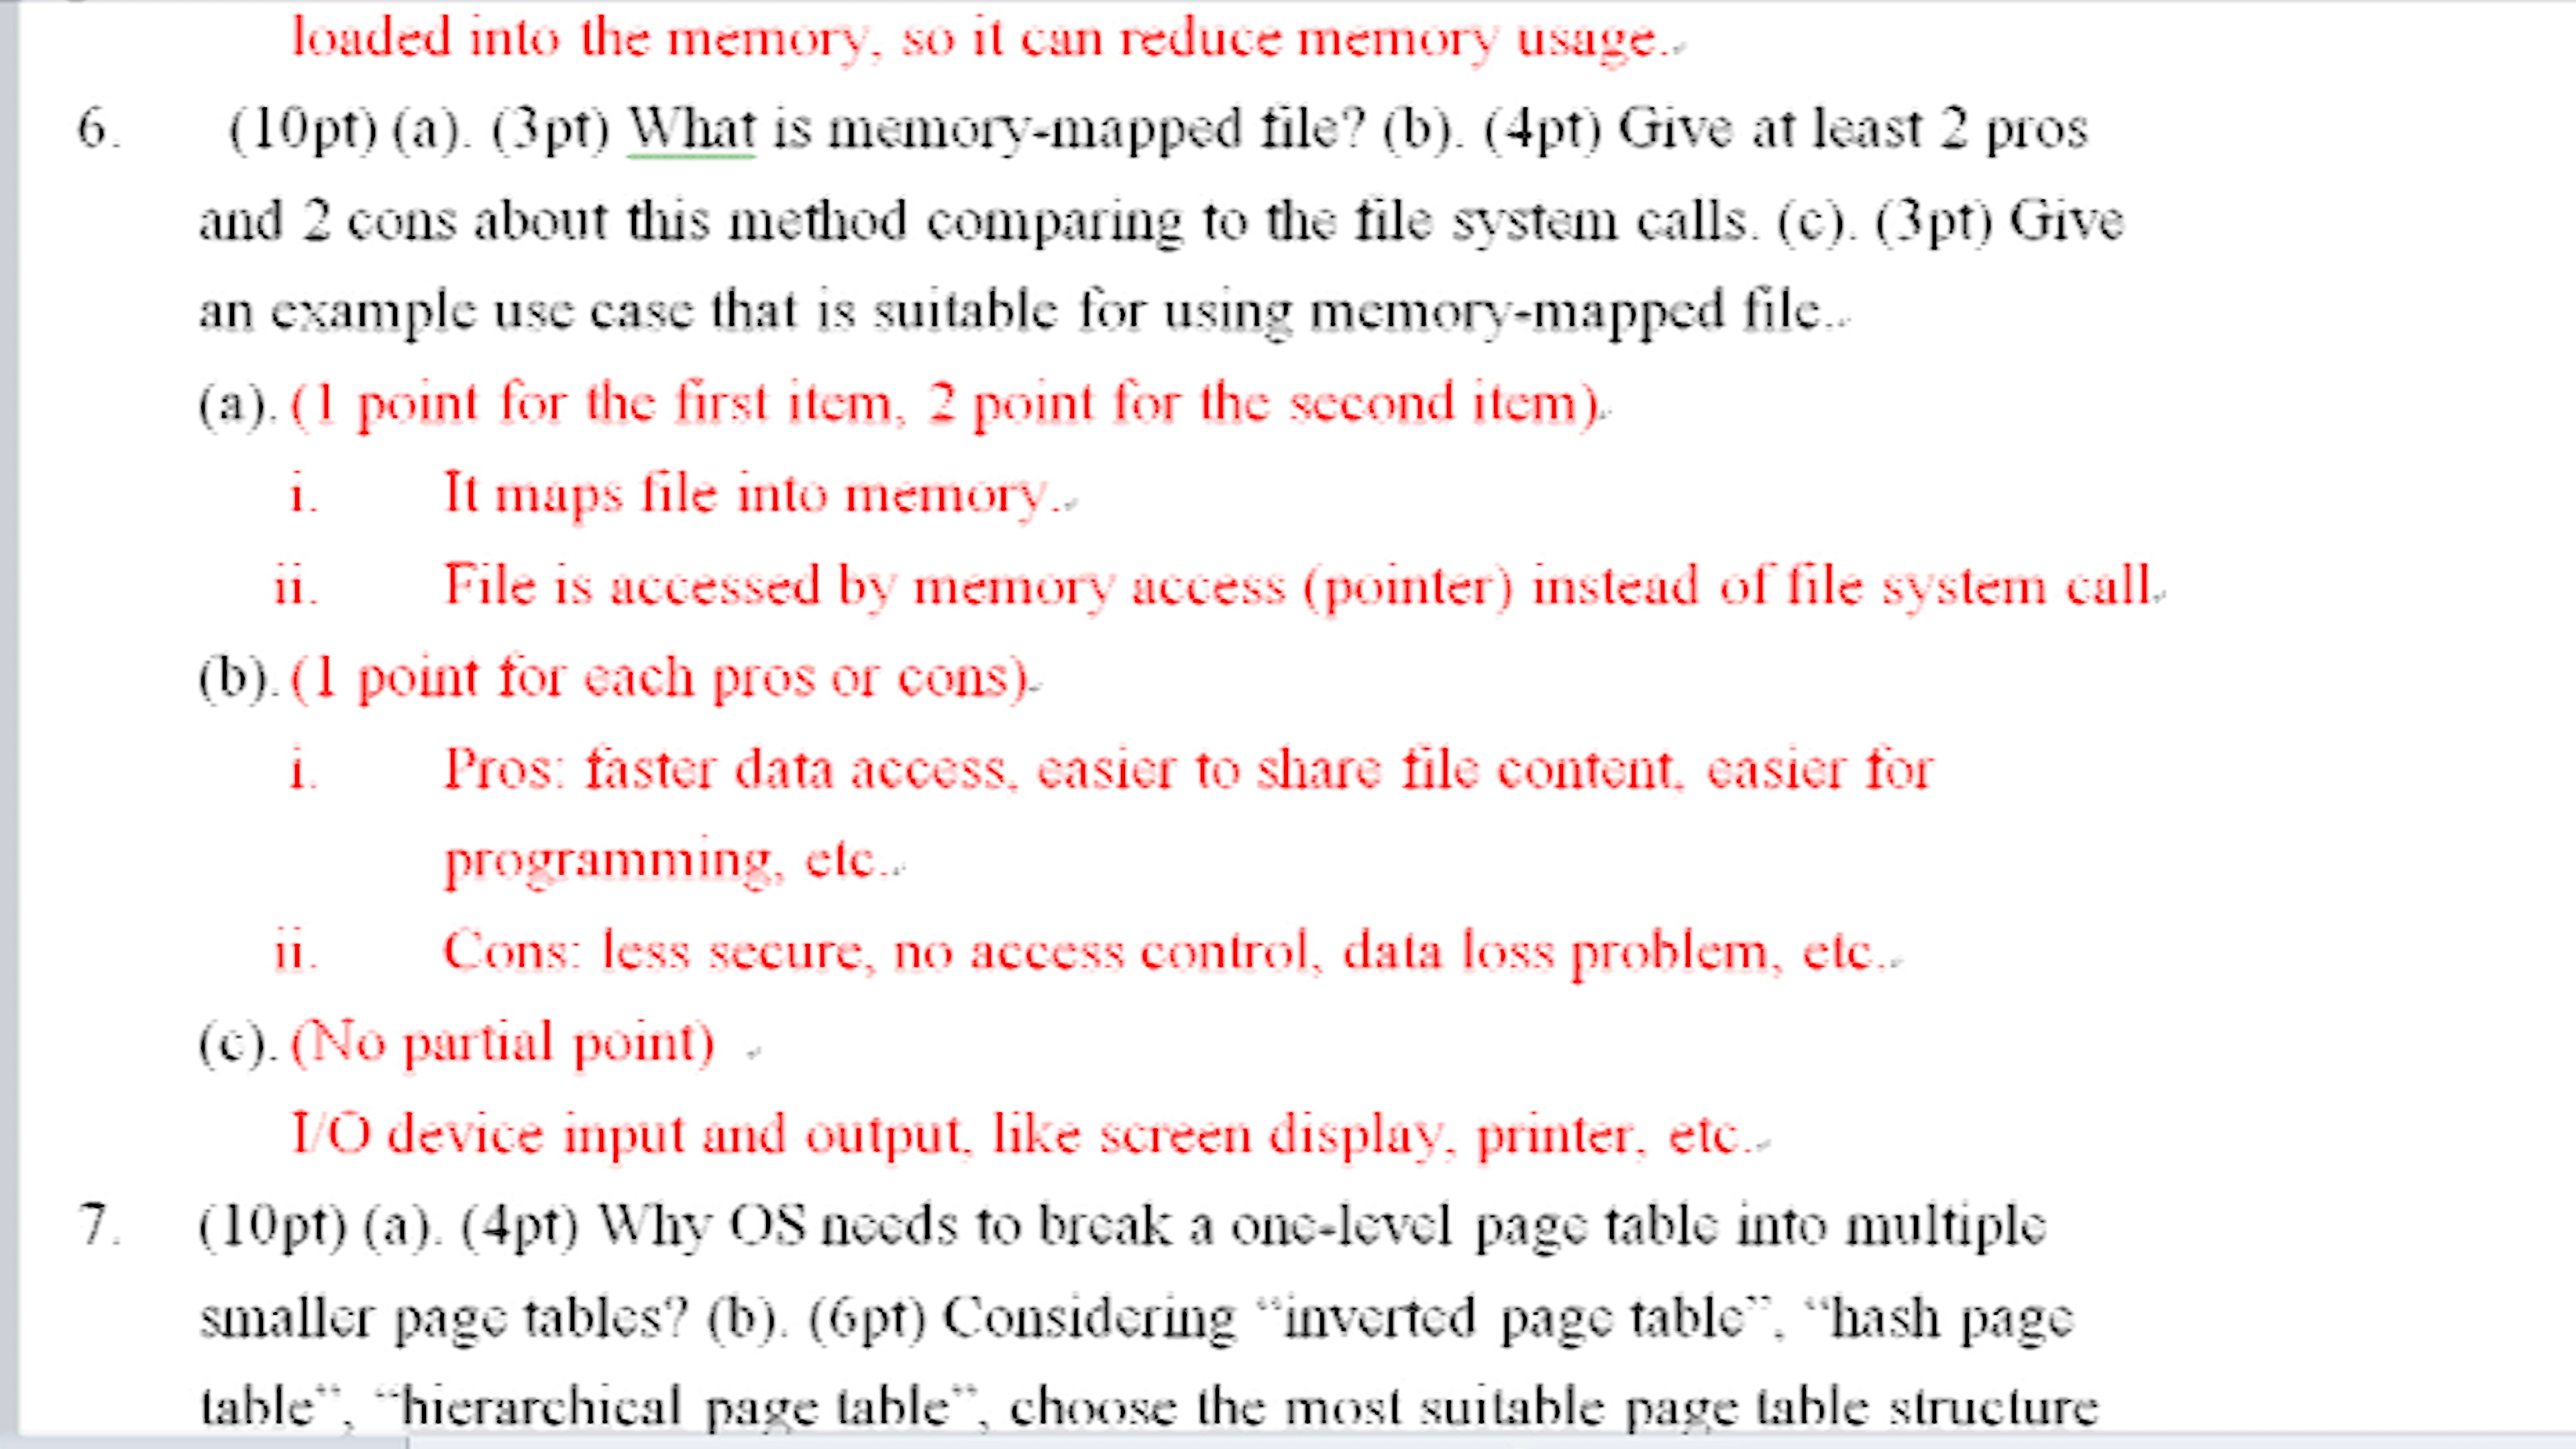 loaded into the memory, so it can reduce memory usage.
6. (10pt) (a). (3pt) What is memory-mapped file? (b). (4pt) Give at least 2 pros
and 2 cons about this method comparing to the file system calls. (c). (3pt) Give
an example use case that is suitable for using memory-mapped file.
(a). (1 point for the first item, 2 point for the second item)
i. It maps file into memory.
ii. File is accessed by memory access (pointer) instead of file system call
(b). (1 point for each pros or cons)
i. Pros: faster data access, easier to share file content, easier for
programming, etc.
ii. Cons: less secure, no access control, data loss problem, etc.
(c). (No partial point)
I/O device input and output, like screen display, printer, etc.
7. (10pt) (a). (4pt) Why OS needs to break a one-level page table into multiple
smaller page tables? (b). (6pt) Considering “inverted page table”, “hash page
table”, “hierarchical page table”, choose the most suitable page table structure